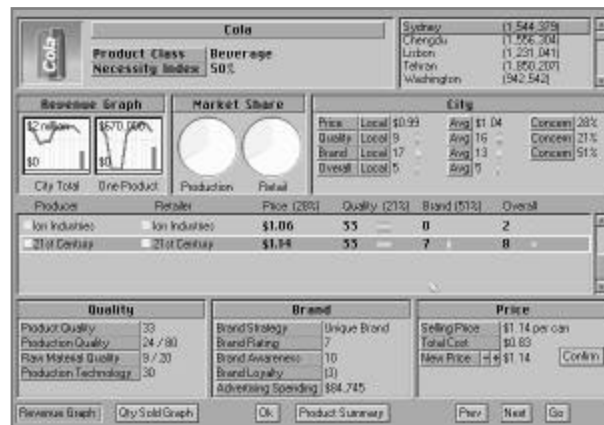 Cola
Cola
Product Class Beverage
Necessity Index 50%
Sydney (1,544,379)
Chengdu (1,556,304)
Lisbon (1,231,041)
Tehran (1,850,207)
Washington (942,542)
Revenue Graph
$2 million $670,000
$0 $0
City Total One Product
Market Share
Production Retail
City
Price Local $0.99 Avg $1.04 Concern 28%
Quality Local 9 Avg 16 Concern 21%
Brand Local 17 Avg 13 Concern 51%
Overall Local 5 Avg 5
Producer Retailer Price (28%) Quality (21%) Brand (51%) Overall
Ion Industries Ion Industries $1.06 33 0 2
21st Century 21st Century $1.14 33 7 8
Quality
Product Quality 33
Production Quality 24 / 80
Raw Material Quality 9 / 20
Production Technology 30
Brand
Brand Strategy Unique Brand
Brand Rating 7
Brand Awareness 10
Brand Loyalty (3)
Advertising Spending $84,745
Price
Selling Price $1.14 per can
Total Cost $0.83
New Price - + $1.14 Confirm
Revenue Graph Qty Sold Graph Ok Product Summary Prev Next Go